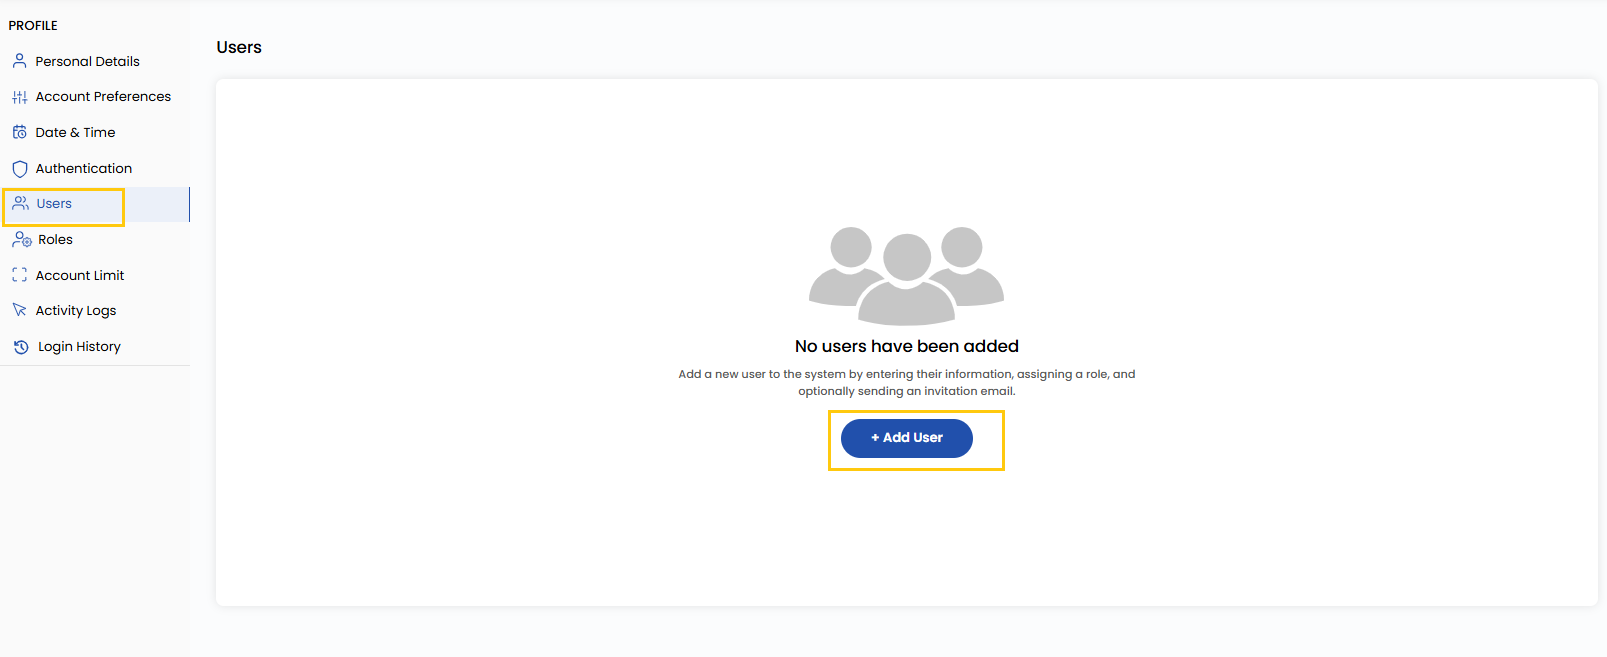 PROFILE
Personal Details
Account Preferences
Date & Time
Authentication
Users
Roles
Account Limit
Activity Logs
Login History
Users
No users have been added
Add a new user to the system by entering their information, assigning a role, and
optionally sending an invitation email.
+ Add User